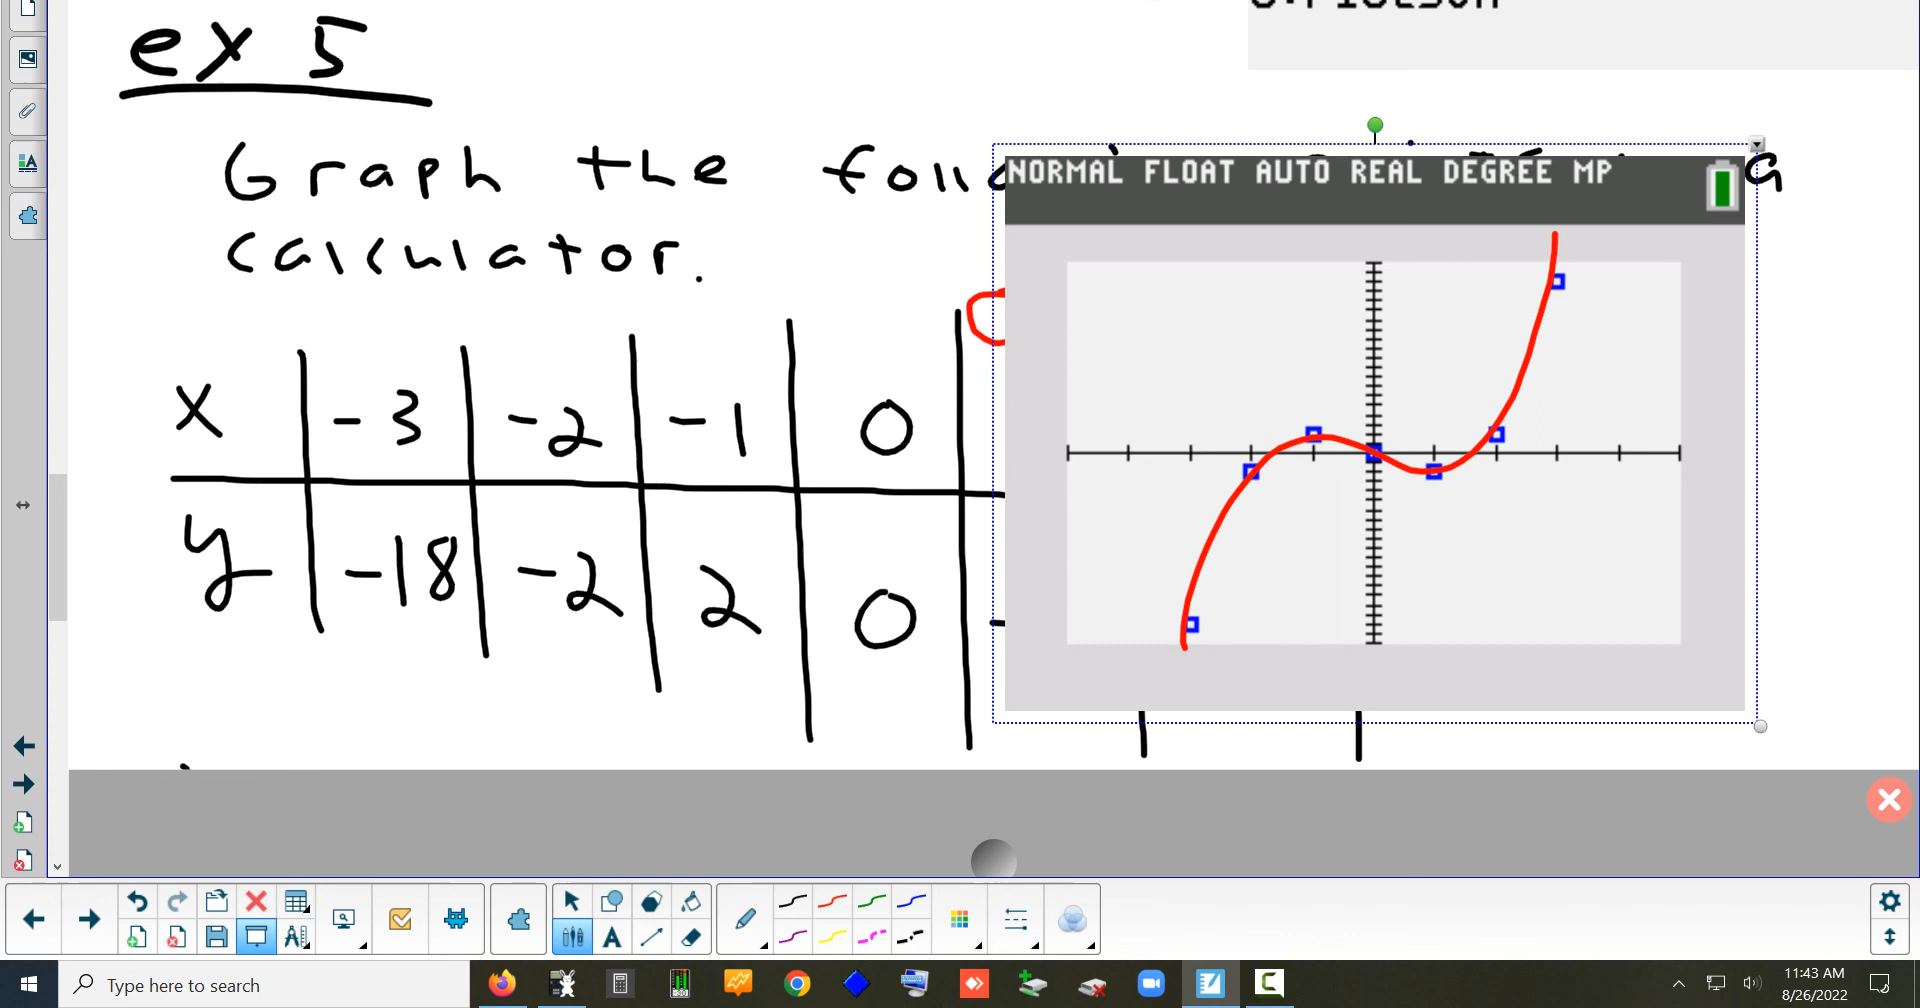 ex 5
Graph the foll
calculator.
NORMAL FLOAT AUTO REAL DEGREE MP
x -3 -2 -1 0
y -18 -2 2 0
Type here to search
11:43 AM
8/26/2022